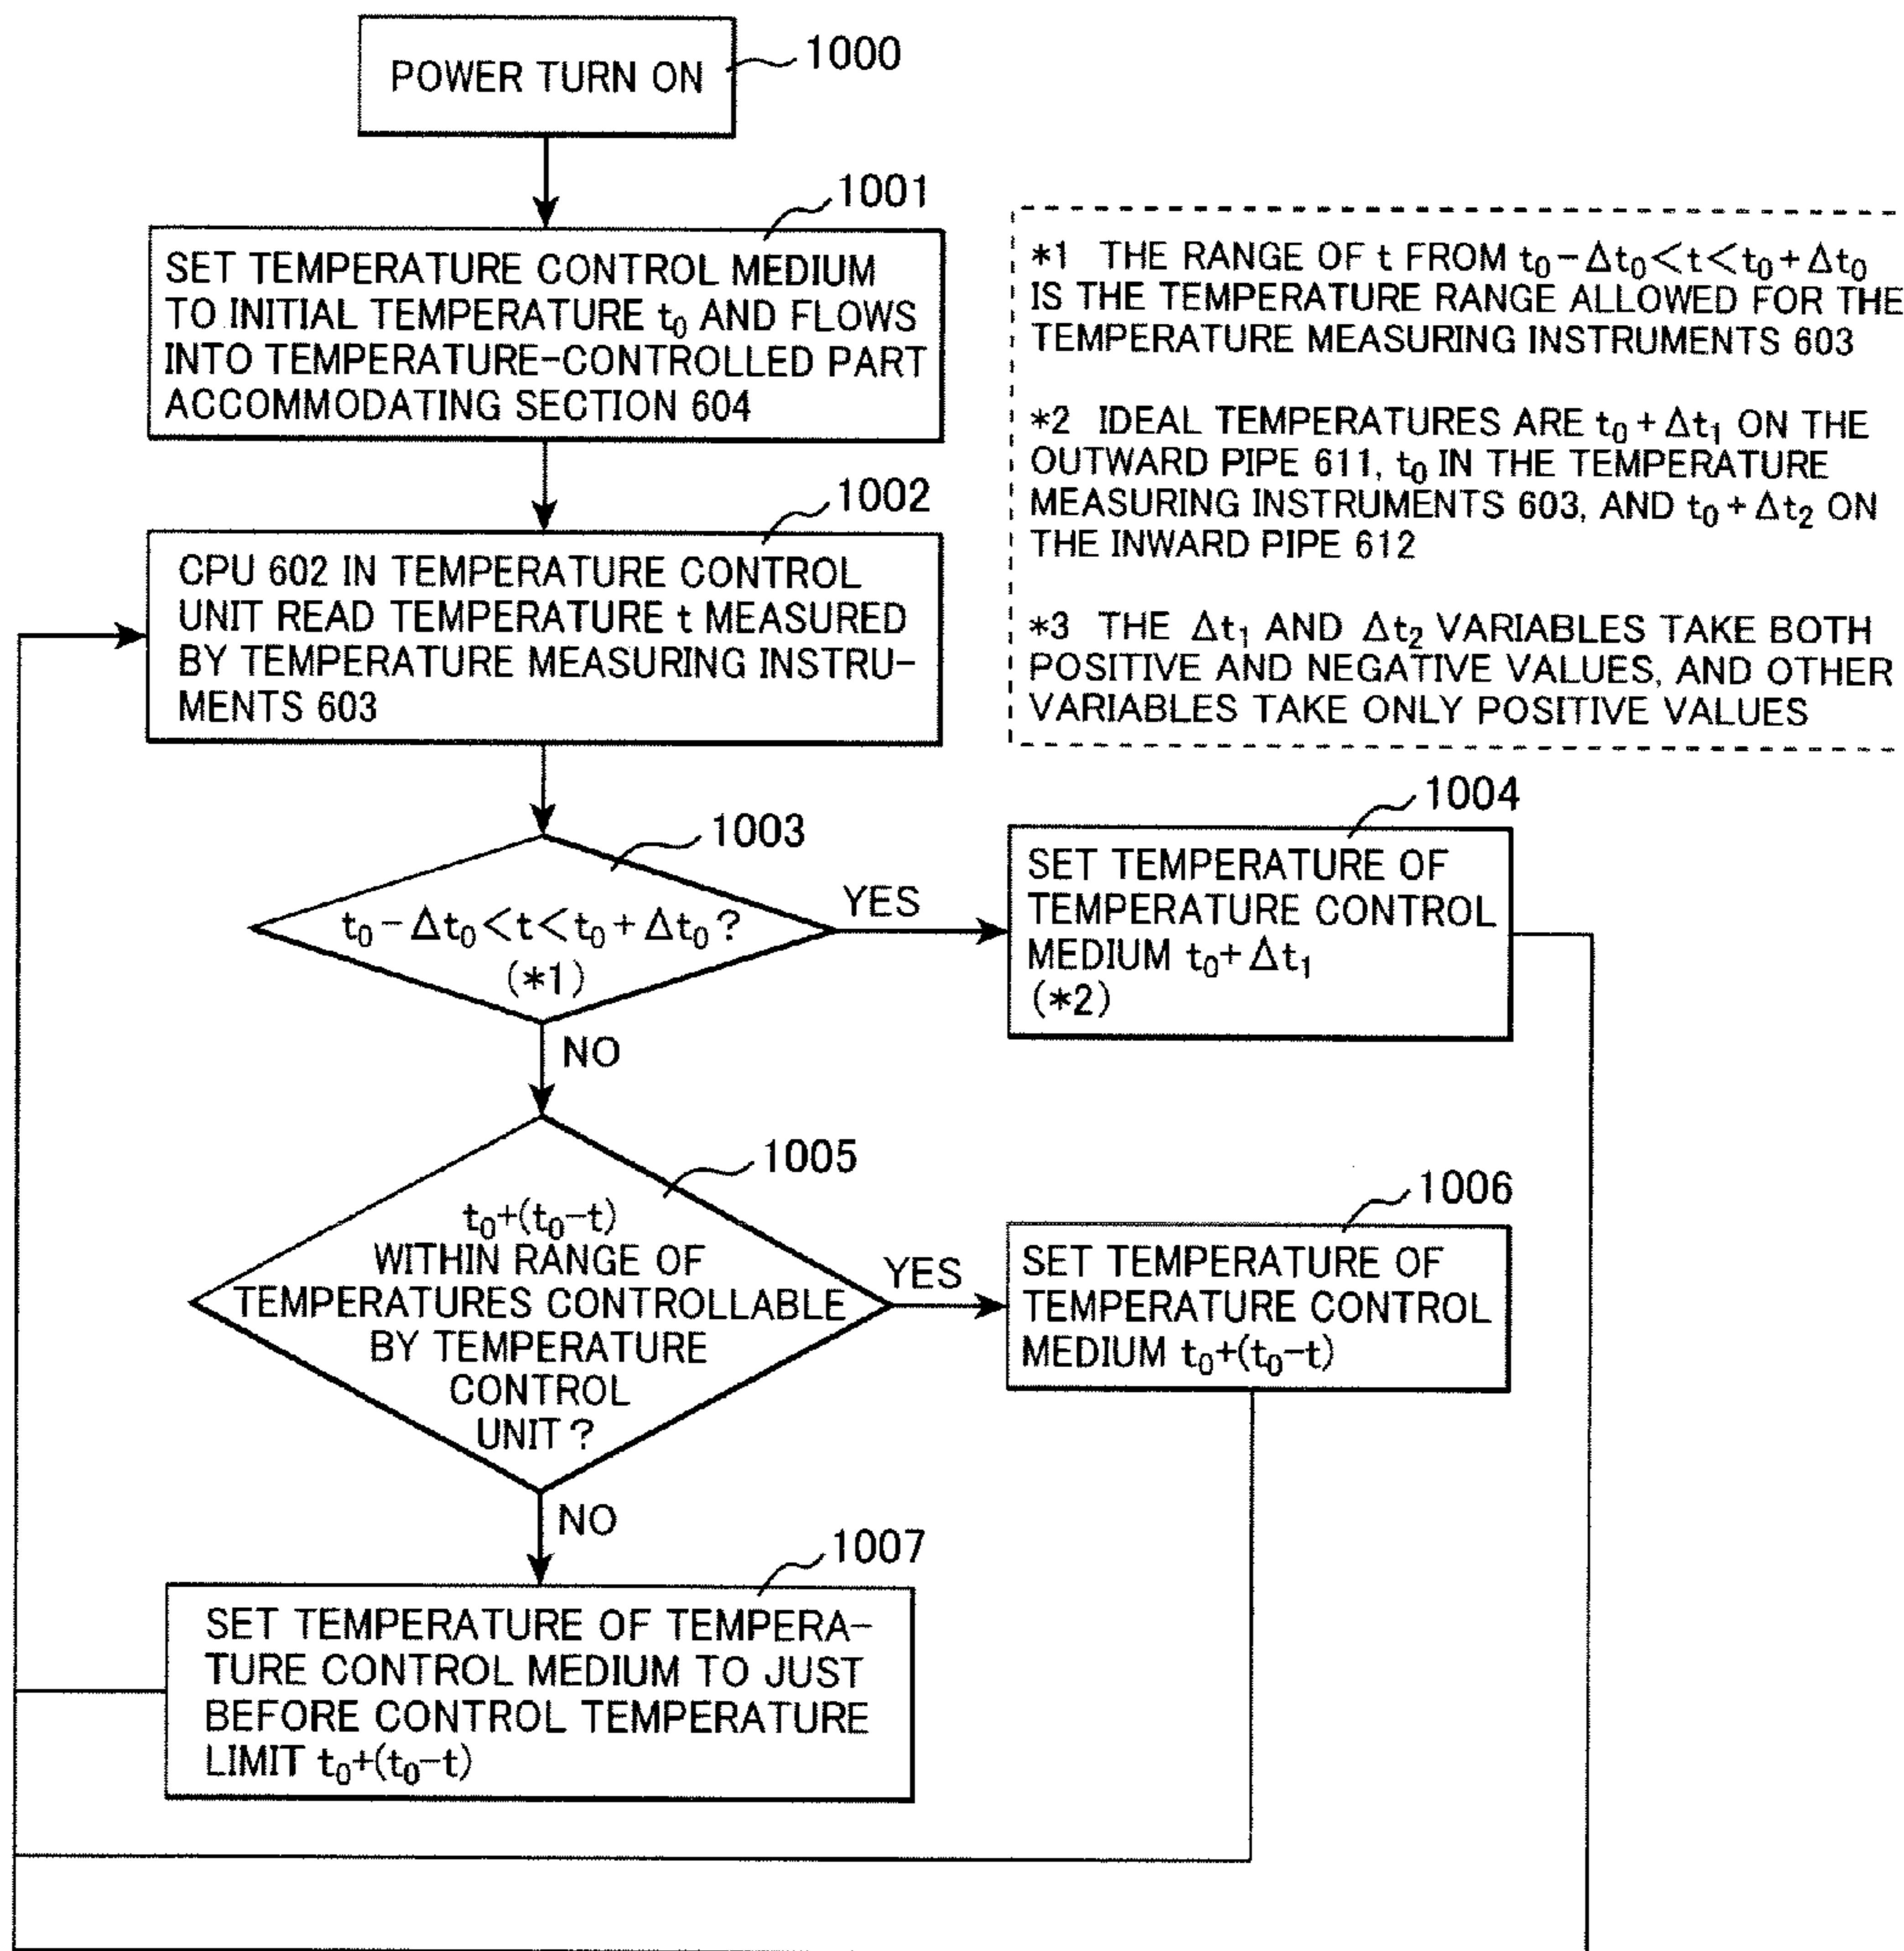 POWER TURN ON
1000
1001
SET TEMPERATURE CONTROL MEDIUM
TO INITIAL TEMPERATURE t₀ AND FLOWS
INTO TEMPERATURE-CONTROLLED PART
ACCOMMODATING SECTION 604
*1 THE RANGE OF t FROM t₀-Δt₀<t<t₀+Δt₀
IS THE TEMPERATURE RANGE ALLOWED FOR THE
TEMPERATURE MEASURING INSTRUMENTS 603
*2 IDEAL TEMPERATURES ARE t₀+Δt₁ ON THE
OUTWARD PIPE 611, t₀ IN THE TEMPERATURE
MEASURING INSTRUMENTS 603, AND t₀+Δt₂ ON
THE INWARD PIPE 612
*3 THE Δt₁ AND Δt₂ VARIABLES TAKE BOTH
POSITIVE AND NEGATIVE VALUES, AND OTHER
VARIABLES TAKE ONLY POSITIVE VALUES
1002
CPU 602 IN TEMPERATURE CONTROL
UNIT READ TEMPERATURE t MEASURED
BY TEMPERATURE MEASURING INSTRU-
MENTS 603
1003
t₀-Δt₀<t<t₀+Δt₀?
(*1)
YES
NO
1004
SET TEMPERATURE OF
TEMPERATURE CONTROL
MEDIUM t₀+Δt₁
(*2)
1005
t₀+(t₀-t)
WITHIN RANGE OF
TEMPERATURES CONTROLLABLE
BY TEMPERATURE
CONTROL
UNIT?
YES
NO
1006
SET TEMPERATURE OF
TEMPERATURE CONTROL
MEDIUM t₀+(t₀-t)
1007
SET TEMPERATURE OF TEMPERA-
TURE CONTROL MEDIUM TO JUST
BEFORE CONTROL TEMPERATURE
LIMIT t₀+(t₀-t)